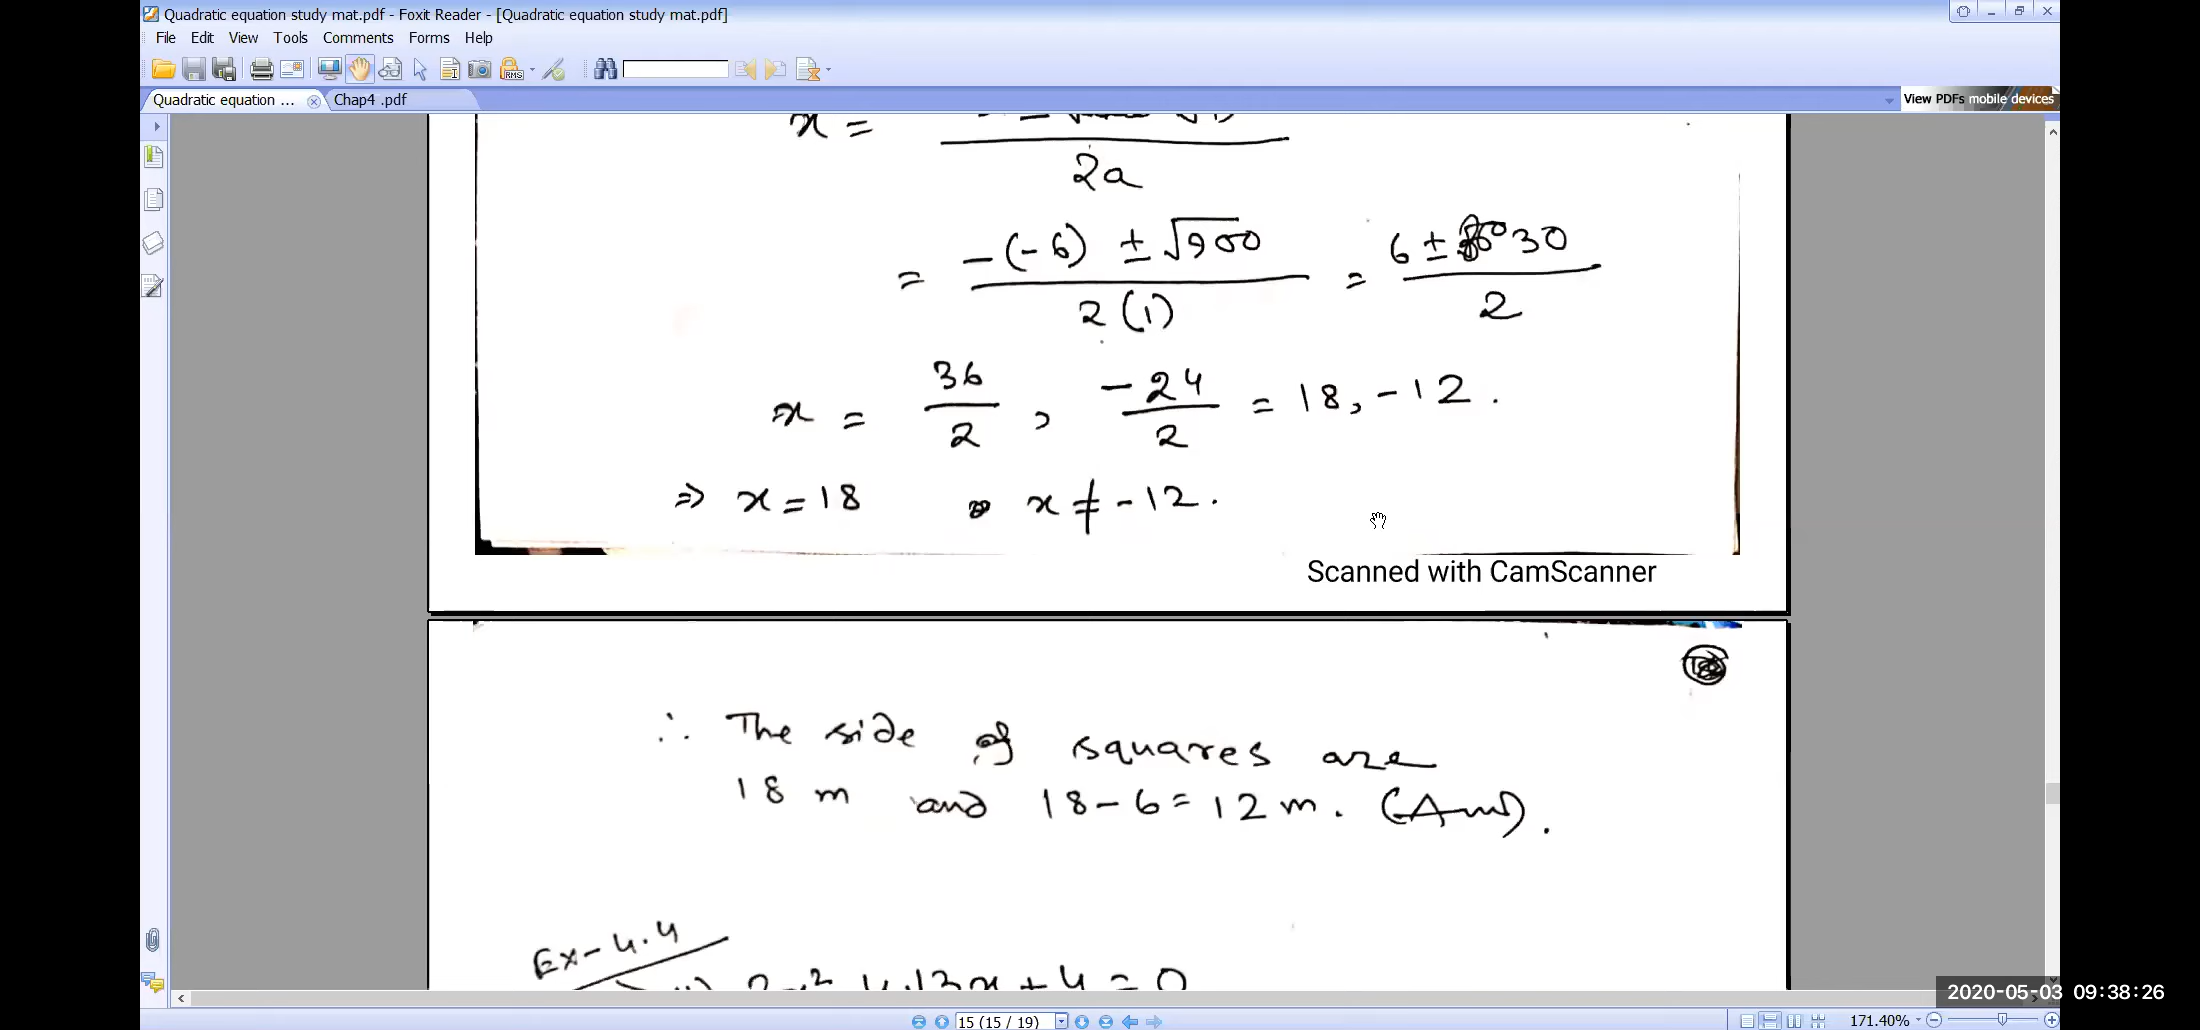 Quadratic equation study mat.pdf - Foxit Reader - [Quadratic equation study mat.pdf]
File Edit View Tools Comments Forms Help
Quadratic equation ... Chap4 .pdf
View PDFs mobile devices
x =
2a
= -(-6) ± √900 / 2(1) = 6 ± 30 / 2
x = 36/2 , -24/2 = 18, -12.
⇒ x = 18 x ≠ -12.
Scanned with CamScanner
∴ The side of squares are
18 m and 18 - 6 = 12 m. (Ans).
Ex-4.4
2020-05-03 09:38:26
15 (15 / 19)
171.40%